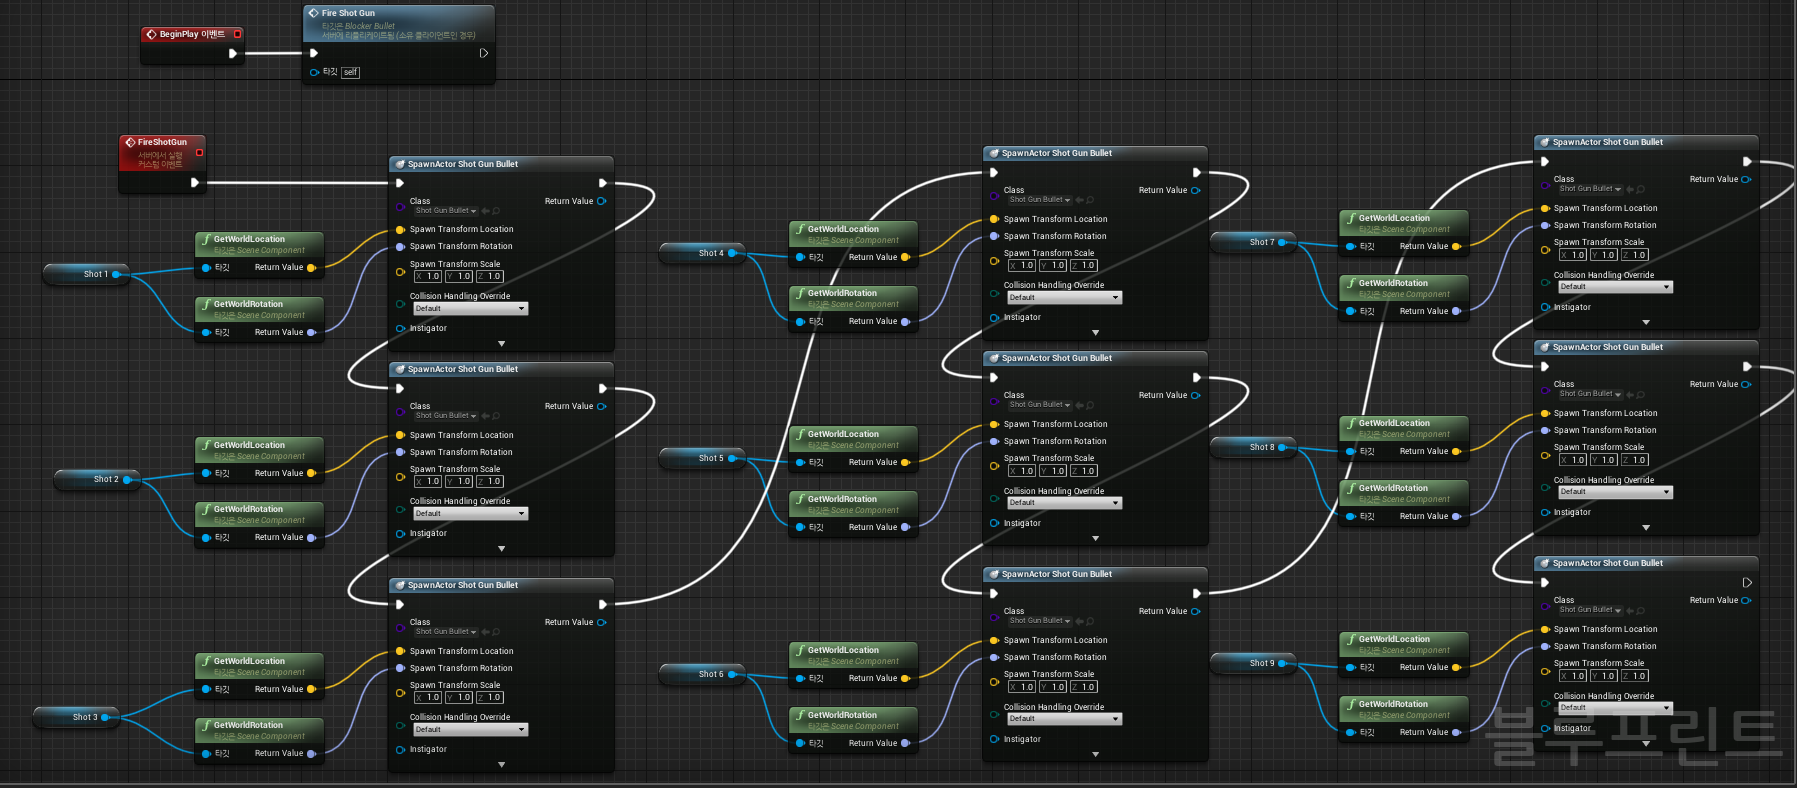 Fire Shot Gun
타깃은 Blocker Bullet
서버에 리플리케이트됨 (소유 클라이언트인 경우)
타깃 self
BeginPlay 이벤트
FireShotGun
서버에서 실행
커스텀 이벤트
SpawnActor Shot Gun Bullet
Class
Shot Gun Bullet
Return Value
Spawn Transform Location
Spawn Transform Rotation
Spawn Transform Scale
X 1.0 Y 1.0 Z 1.0
Collision Handling Override
Default
Instigator
Shot 1
GetWorldLocation
타깃은 Scene Component
타깃 Return Value
GetWorldRotation
타깃은 Scene Component
타깃 Return Value
SpawnActor Shot Gun Bullet
Class
Shot Gun Bullet
Return Value
Spawn Transform Location
Spawn Transform Rotation
Spawn Transform Scale
X 1.0 Y 1.0 Z 1.0
Collision Handling Override
Default
Instigator
Shot 2
GetWorldLocation
타깃은 Scene Component
타깃 Return Value
GetWorldRotation
타깃은 Scene Component
타깃 Return Value
SpawnActor Shot Gun Bullet
Class
Shot Gun Bullet
Return Value
Spawn Transform Location
Spawn Transform Rotation
Spawn Transform Scale
X 1.0 Y 1.0 Z 1.0
Collision Handling Override
Default
Instigator
Shot 3
GetWorldLocation
타깃은 Scene Component
타깃 Return Value
GetWorldRotation
타깃은 Scene Component
타깃 Return Value
SpawnActor Shot Gun Bullet
Class
Shot Gun Bullet
Return Value
Spawn Transform Location
Spawn Transform Rotation
Spawn Transform Scale
X 1.0 Y 1.0 Z 1.0
Collision Handling Override
Default
Instigator
Shot 4
GetWorldLocation
타깃은 Scene Component
타깃 Return Value
GetWorldRotation
타깃은 Scene Component
타깃 Return Value
SpawnActor Shot Gun Bullet
Class
Shot Gun Bullet
Return Value
Spawn Transform Location
Spawn Transform Rotation
Spawn Transform Scale
X 1.0 Y 1.0 Z 1.0
Collision Handling Override
Default
Instigator
Shot 5
GetWorldLocation
타깃은 Scene Component
타깃 Return Value
GetWorldRotation
타깃은 Scene Component
타깃 Return Value
SpawnActor Shot Gun Bullet
Class
Shot Gun Bullet
Return Value
Spawn Transform Location
Spawn Transform Rotation
Spawn Transform Scale
X 1.0 Y 1.0 Z 1.0
Collision Handling Override
Default
Instigator
Shot 6
GetWorldLocation
타깃은 Scene Component
타깃 Return Value
GetWorldRotation
타깃은 Scene Component
타깃 Return Value
SpawnActor Shot Gun Bullet
Class
Shot Gun Bullet
Return Value
Spawn Transform Location
Spawn Transform Rotation
Spawn Transform Scale
X 1.0 Y 1.0 Z 1.0
Collision Handling Override
Default
Instigator
Shot 7
GetWorldLocation
타깃은 Scene Component
타깃 Return Value
GetWorldRotation
타깃은 Scene Component
타깃 Return Value
SpawnActor Shot Gun Bullet
Class
Shot Gun Bullet
Return Value
Spawn Transform Location
Spawn Transform Rotation
Spawn Transform Scale
X 1.0 Y 1.0 Z 1.0
Collision Handling Override
Default
Instigator
Shot 8
GetWorldLocation
타깃은 Scene Component
타깃 Return Value
GetWorldRotation
타깃은 Scene Component
타깃 Return Value
SpawnActor Shot Gun Bullet
Class
Shot Gun Bullet
Return Value
Spawn Transform Location
Spawn Transform Rotation
Spawn Transform Scale
X 1.0 Y 1.0 Z 1.0
Collision Handling Override
Default
Instigator
Shot 9
GetWorldLocation
타깃은 Scene Component
타깃 Return Value
GetWorldRotation
타깃은 Scene Component
타깃 Return Value
블루프린트